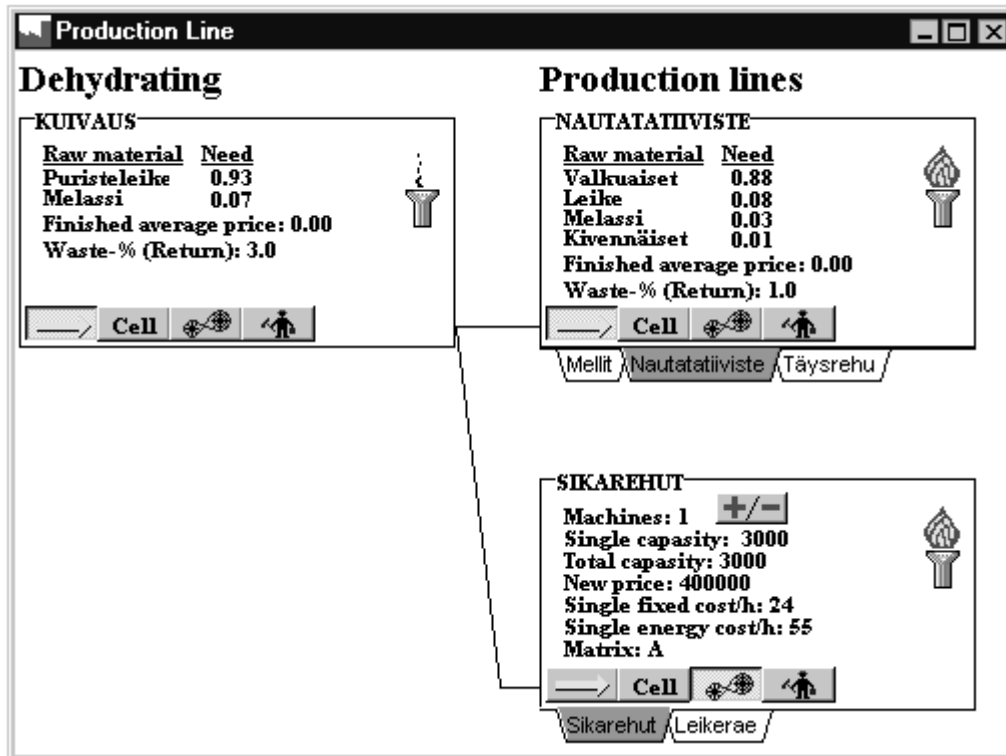 Production Line
Dehydrating
KUIVAUS
Raw material Need
Puristeleike 0.93
Melassi 0.07
Finished average price: 0.00
Waste-% (Return): 3.0
Cell
Production lines
NAUTATATIIVISTE
Raw material Need
Valkuaiset 0.88
Leike 0.08
Melassi 0.03
Kivennäiset 0.01
Finished average price: 0.00
Waste-% (Return): 1.0
Cell
Mellit Nautatatiiviste Täysrehu
SIKAREHUT
Machines: 1 +/-
Single capasity: 3000
Total capasity: 3000
New price: 400000
Single fixed cost/h: 24
Single energy cost/h: 55
Matrix: A
Cell
Sikarehut Leikerae